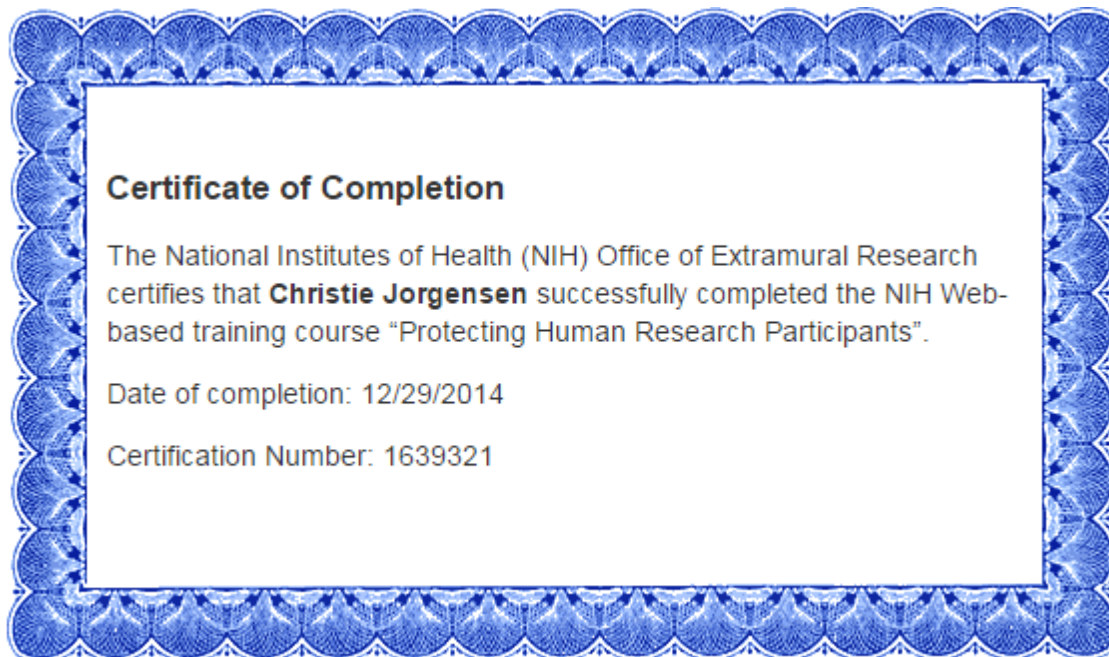 Certificate of Completion
The National Institutes of Health (NIH) Office of Extramural Research
certifies that Christie Jorgensen successfully completed the NIH Web-
based training course “Protecting Human Research Participants”.
Date of completion: 12/29/2014
Certification Number: 1639321